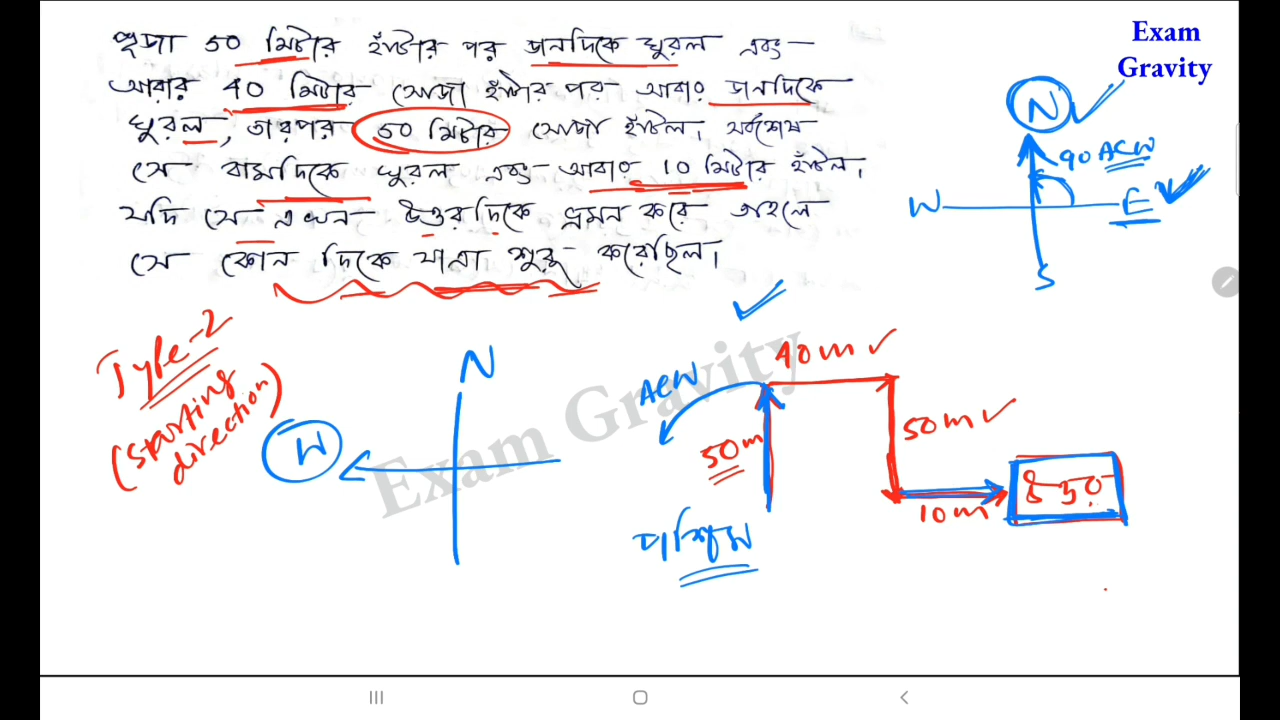 পূজা 50 মিটার হাঁটার পর ডানদিকে ঘুরল এবং
আবার 40 মিটার সোজা হাঁটার পর আবার ডানদিকে
ঘুরল, তারপর 50 মিটার সোজা হাঁটল। সর্বশেষ
সে বামদিকে ঘুরল এবং আবার 10 মিটার হাঁটল।
যদি সে এখন উত্তর দিকে ভ্রমন করে তাহলে
সে কোন দিকে যাত্রা শুরু করেছিল।
Exam
Gravity
N
90 ACW
W
E
S
Type-2
(starting
direction)
N
W
Exam Gravity
ACW
40m
50m
50m
10m
উত্তর
পশ্চিম